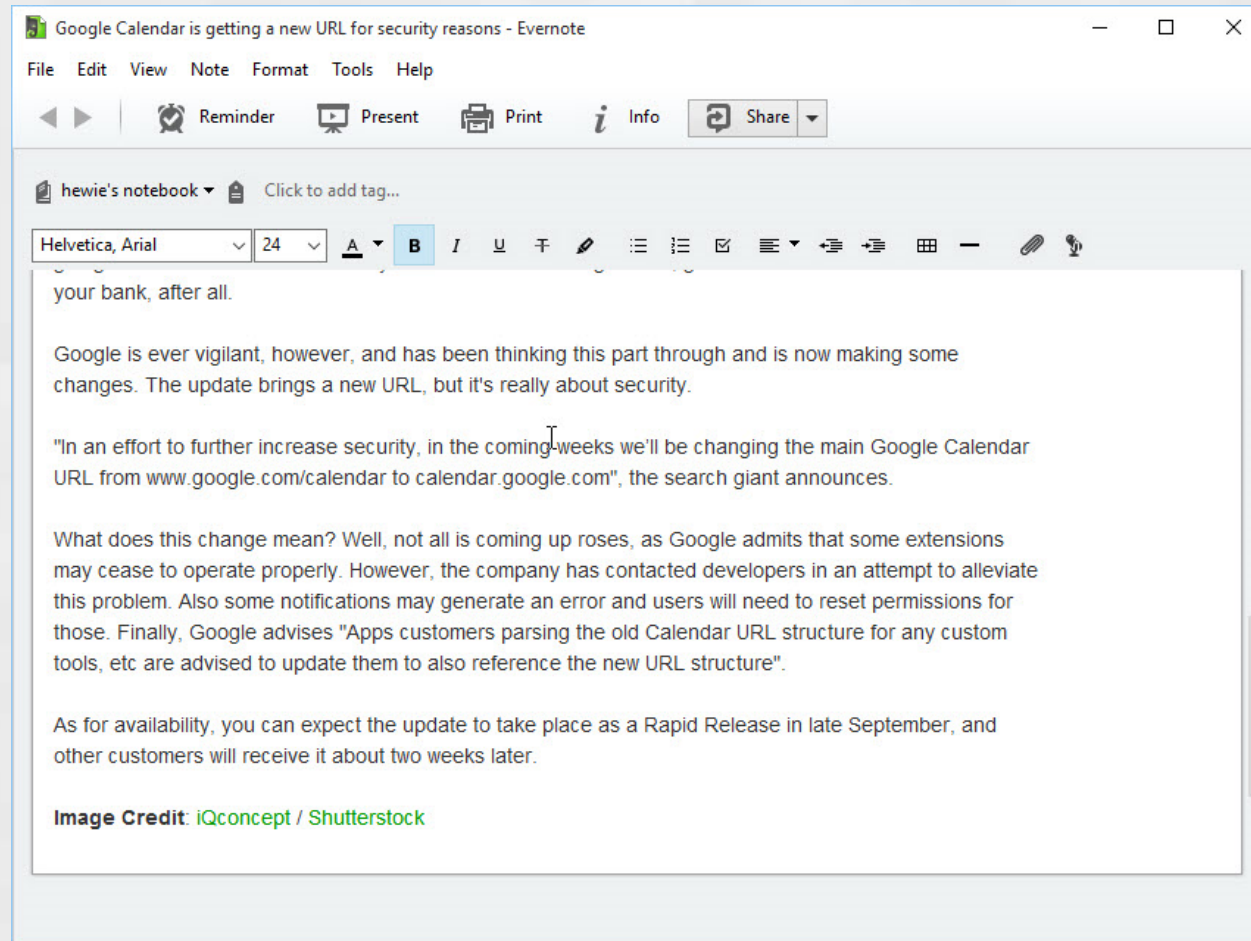 Google Calendar is getting a new URL for security reasons - Evernote
File Edit View Note Format Tools Help
Reminder Present Print Info Share
hewie's notebook Click to add tag...
Helvetica, Arial 24 A B I U T
your bank, after all.
Google is ever vigilant, however, and has been thinking this part through and is now making some
changes. The update brings a new URL, but it's really about security.
"In an effort to further increase security, in the coming weeks we'll be changing the main Google Calendar
URL from www.google.com/calendar to calendar.google.com", the search giant announces.
What does this change mean? Well, not all is coming up roses, as Google admits that some extensions
may cease to operate properly. However, the company has contacted developers in an attempt to alleviate
this problem. Also some notifications may generate an error and users will need to reset permissions for
those. Finally, Google advises "Apps customers parsing the old Calendar URL structure for any custom
tools, etc are advised to update them to also reference the new URL structure".
As for availability, you can expect the update to take place as a Rapid Release in late September, and
other customers will receive it about two weeks later.
Image Credit: iQconcept / Shutterstock